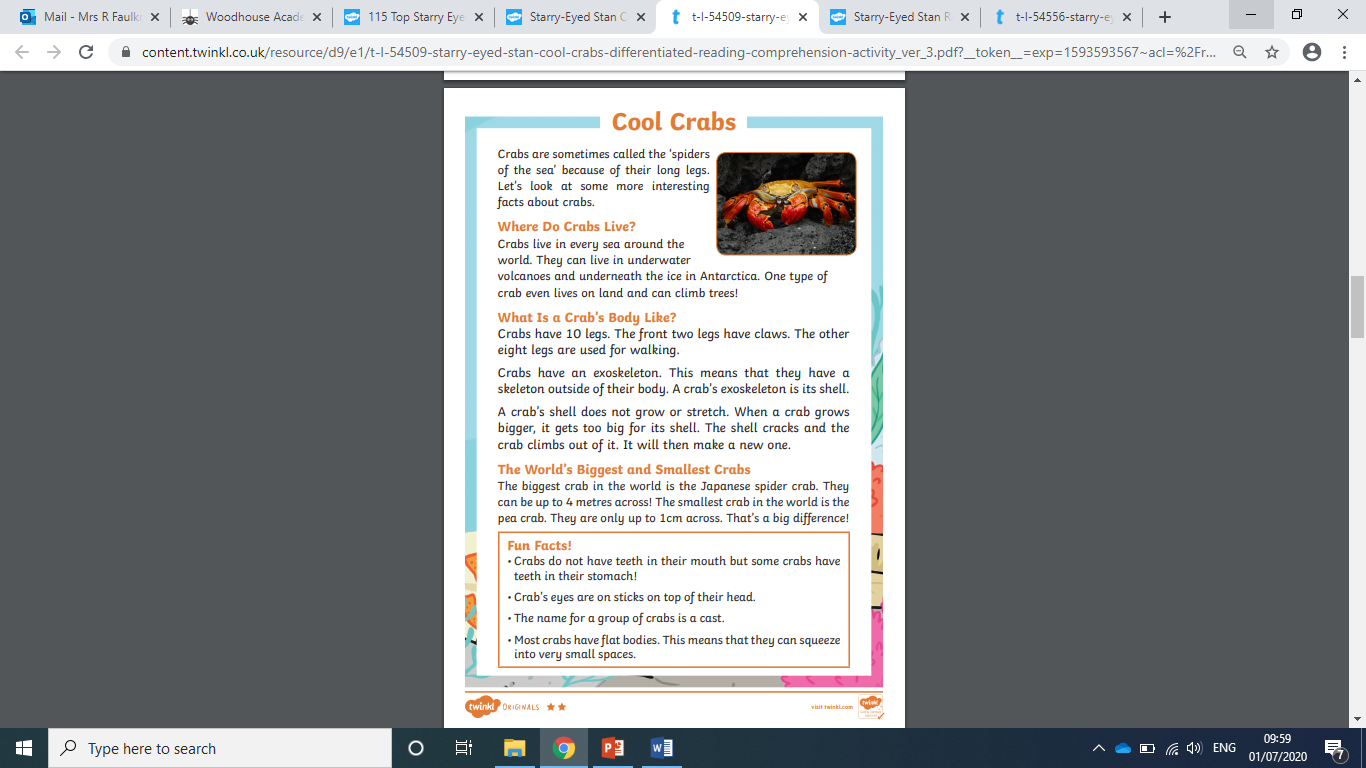 Mail - Mrs R Faulkn
Woodhouse Acade
115 Top Starry Eye
Starry-Eyed Stan C
t-l-54509-starry-ey
Starry-Eyed Stan R
t-l-54556-starry-ey
content.twinkl.co.uk/resource/d9/e1/t-l-54509-starry-eyed-stan-cool-crabs-differentiated-reading-comprehension-activity_ver_3.pdf?__token__=exp=1593593567~acl=%2Fr...
Cool Crabs
Crabs are sometimes called the 'spiders
of the sea' because of their long legs.
Let's look at some more interesting
facts about crabs.
Where Do Crabs Live?
Crabs live in every sea around the
world. They can live in underwater
volcanoes and underneath the ice in Antarctica. One type of
crab even lives on land and can climb trees!
What Is a Crab's Body Like?
Crabs have 10 legs. The front two legs have claws. The other
eight legs are used for walking.
Crabs have an exoskeleton. This means that they have a
skeleton outside of their body. A crab's exoskeleton is its shell.
A crab's shell does not grow or stretch. When a crab grows
bigger, it gets too big for its shell. The shell cracks and the
crab climbs out of it. It will then make a new one.
The World's Biggest and Smallest Crabs
The biggest crab in the world is the Japanese spider crab. They
can be up to 4 metres across! The smallest crab in the world is the
pea crab. They are only up to 1cm across. That's a big difference!
Fun Facts!
• Crabs do not have teeth in their mouth but some crabs have
teeth in their stomach!
• Crab's eyes are on sticks on top of their head.
• The name for a group of crabs is a cast.
• Most crabs have flat bodies. This means that they can squeeze
into very small spaces.
twinkl ORIGINALS
visit twinkl.com
twinkl
Type here to search
ENG
09:59
01/07/2020
7